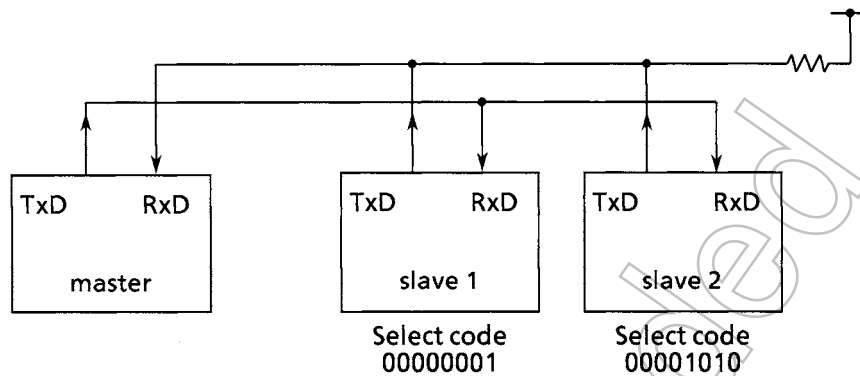 TxD RxD TxD RxD TxD RxD
master slave 1 slave 2
Select code Select code
00000001 00001010